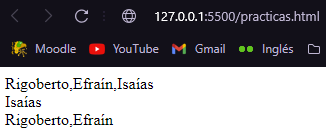 127.0.0.1:5500/practicas.html
Moodle YouTube Gmail Inglés
Rigoberto,Efraín,Isaías
Isaías
Rigoberto,Efraín